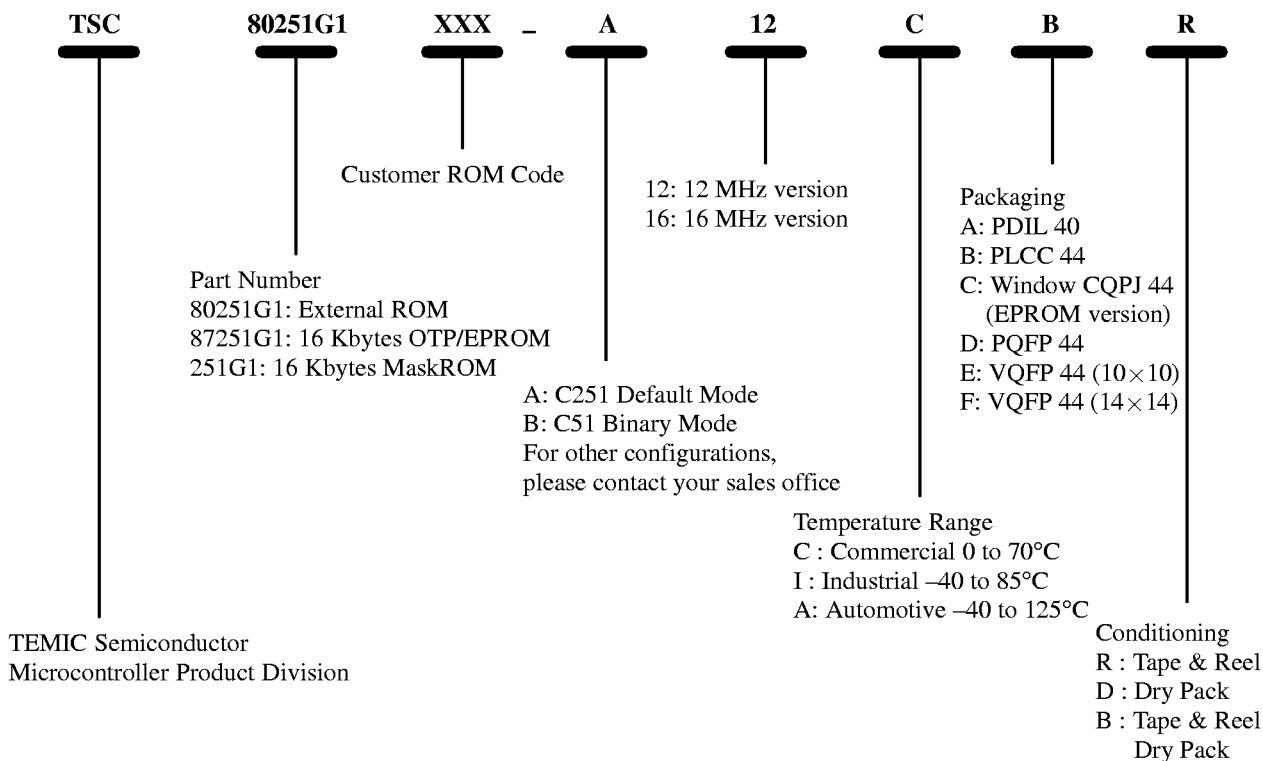 TSC 80251G1 XXX – A 12 C B R
Customer ROM Code
12: 12 MHz version
16: 16 MHz version
Packaging
A: PDIL 40
B: PLCC 44
C: Window CQPJ 44
(EPROM version)
D: PQFP 44
E: VQFP 44 (10×10)
F: VQFP 44 (14×14)
Part Number
80251G1: External ROM
87251G1: 16 Kbytes OTP/EPROM
251G1: 16 Kbytes MaskROM
A: C251 Default Mode
B: C51 Binary Mode
For other configurations,
please contact your sales office
Temperature Range
C : Commercial 0 to 70°C
I : Industrial –40 to 85°C
A: Automotive –40 to 125°C
TEMIC Semiconductor
Microcontroller Product Division
Conditioning
R : Tape & Reel
D : Dry Pack
B : Tape & Reel
Dry Pack